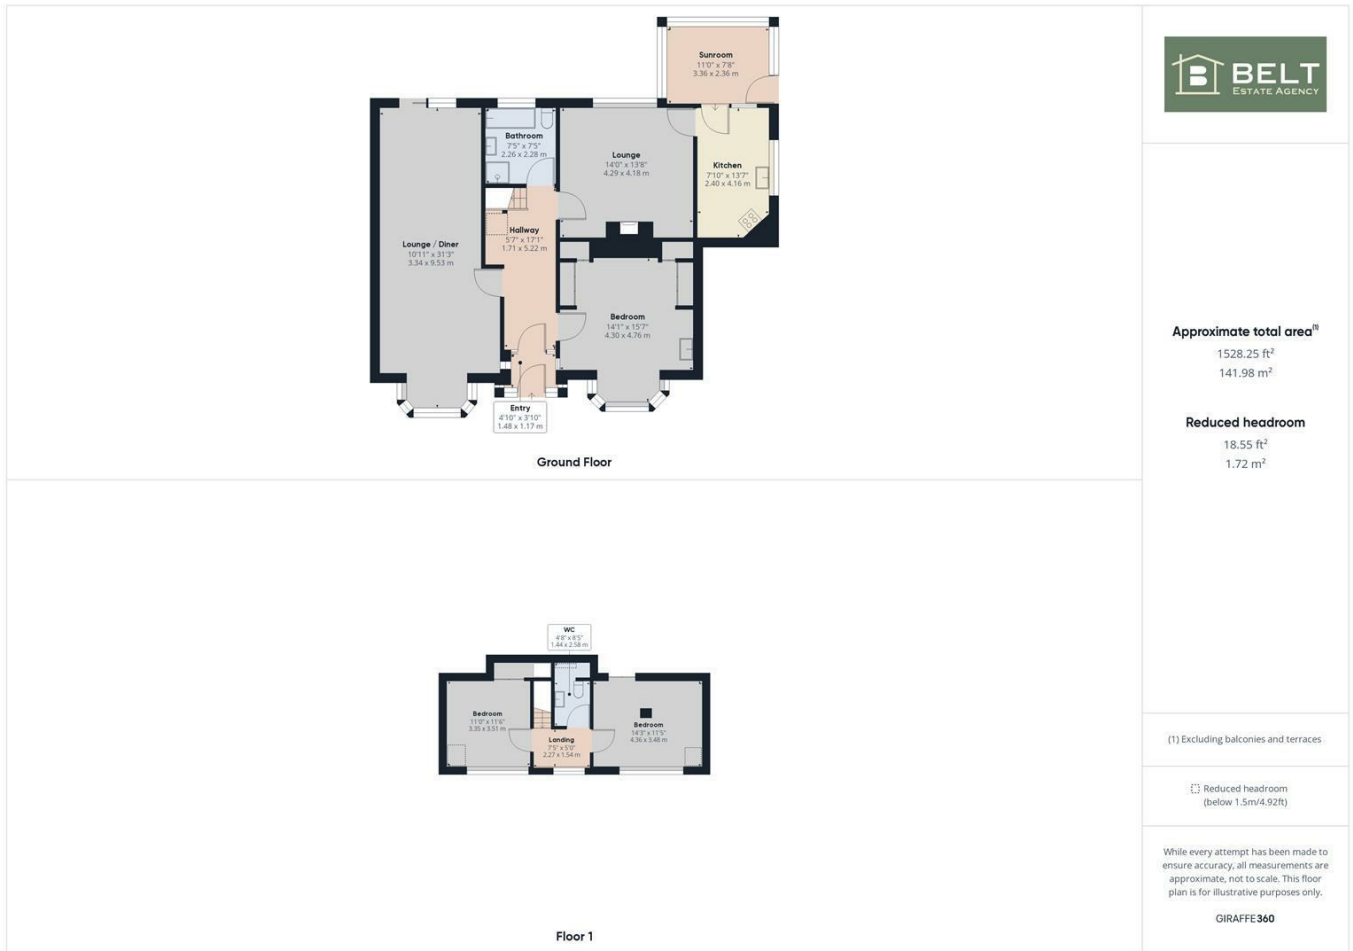 Sunroom
11'0" x 7'8"
3.36 x 2.36 m
Bathroom
7'5" x 7'5"
2.26 x 2.28 m
Lounge
14'0" x 13'8"
4.29 x 4.18 m
Kitchen
7'10" x 13'7"
2.40 x 4.16 m
Hallway
5'7" x 17'1"
1.71 x 5.22 m
Lounge / Diner
10'11" x 31'3"
3.34 x 9.53 m
Bedroom
14'1" x 15'7"
4.30 x 4.76 m
Entry
4'10" x 3'10"
1.48 x 1.17 m
Ground Floor
WC
4'8" x 8'5"
1.44 x 2.58 m
Bedroom
11'0" x 11'6"
3.35 x 3.51 m
Landing
7'5" x 5'0"
2.27 x 1.54 m
Bedroom
14'3" x 11'5"
4.36 x 3.48 m
Floor 1
B BELT
ESTATE AGENCY
Approximate total area⁽¹⁾
1528.25 ft²
141.98 m²
Reduced headroom
18.55 ft²
1.72 m²
(1) Excluding balconies and terraces
Reduced headroom
(below 1.5m/4.92ft)
While every attempt has been made to
ensure accuracy, all measurements are
approximate, not to scale. This floor
plan is for illustrative purposes only.
GIRAFFE360